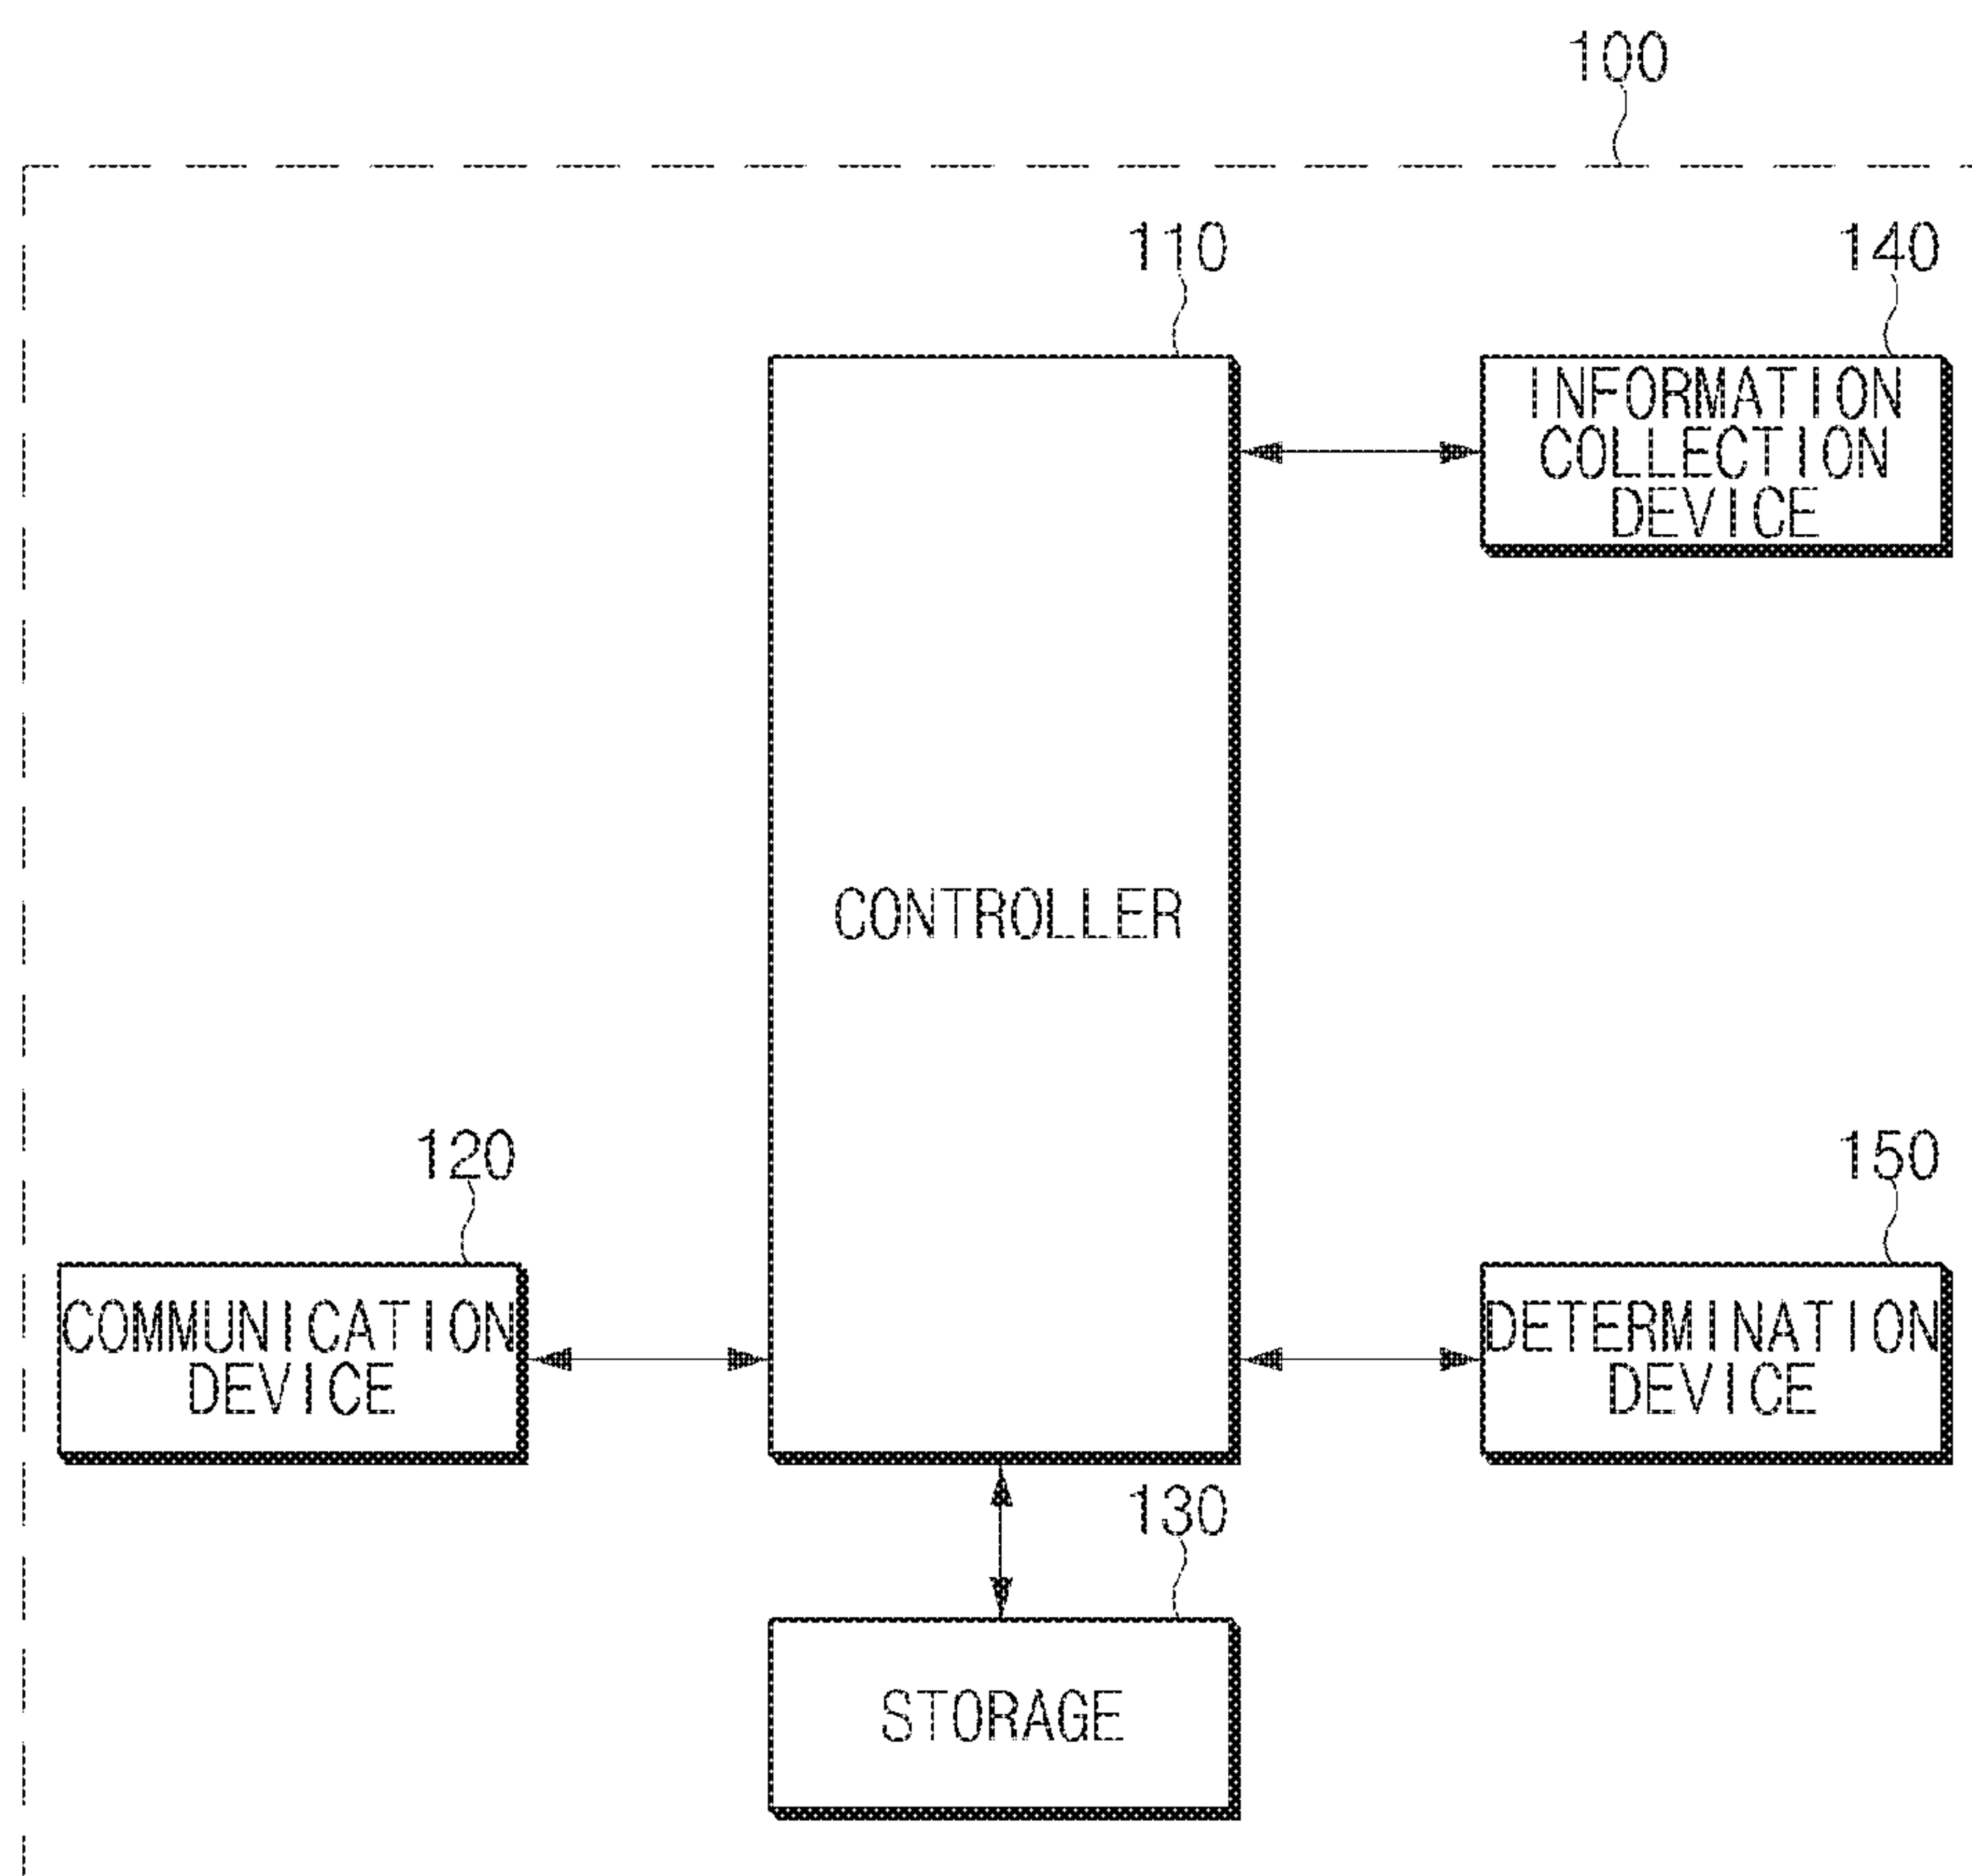 100
110
140
INFORMATION
COLLECTION
DEVICE
CONTROLLER
120
150
COMMUNICATION
DEVICE
DETERMINATION
DEVICE
130
STORAGE